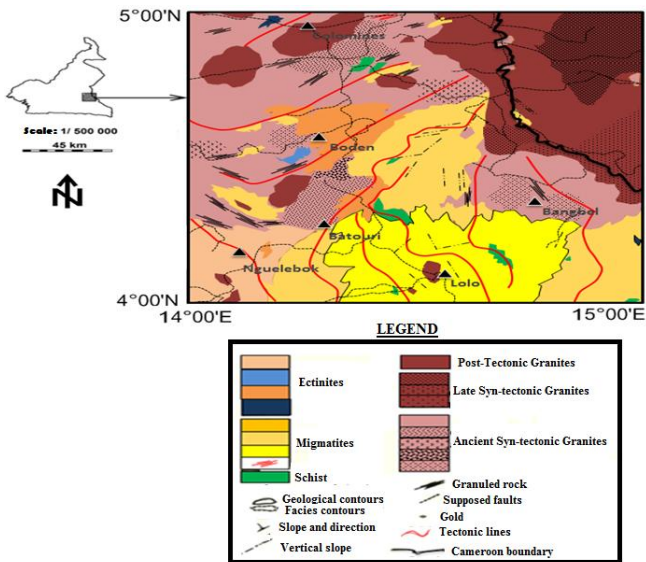 5°00'N
Colomines
Scale: 1/ 500 000
45 km
N
Boden
Bangbel
Batouri
Nguelebok
Lolo
4°00'N
14°00'E
15°00'E
LEGEND
Ectinites
Post-Tectonic Granites
Late Syn-tectonic Granites
Migmatites
Ancient Syn-tectonic Granites
Schist
Granuled rock
Geological contours
Supposed faults
Facies contours
Gold
Slope and direction
Tectonic lines
Vertical slope
Cameroon boundary